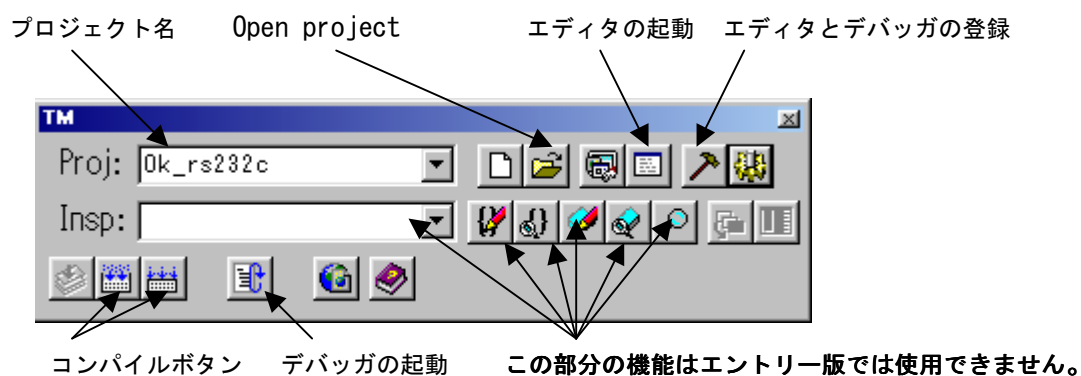 プロジェクト名 Open project エディタの起動 エディタとデバッガの登録
TM
Proj: Ok_rs232c
Insp:
コンパイルボタン デバッガの起動 この部分の機能はエントリー版では使用できません。